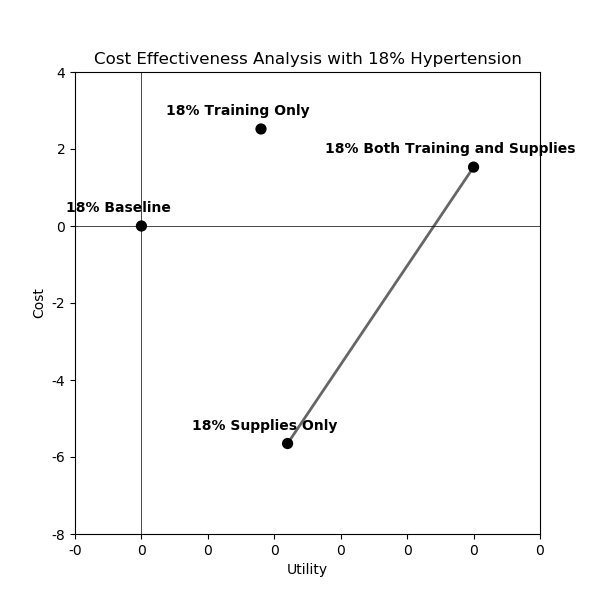 Cost Effectiveness Analysis with 18% Hypertension
4
18% Training Only
2
18% Both Training and Supplies
18% Baseline
0
Cost
-2
-4
18% Supplies Only
-6
-8
-0 0 0 0 0 0 0 0
Utility